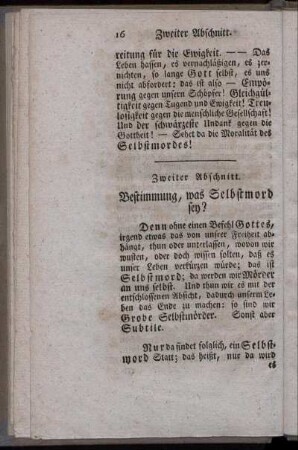 16 Zweiter Abschnitt.
reitung für die Ewigkeit. — — Das
Leben hassen, es vernachläßigen, es zer-
nichten, so lange Gott selbst, es uns
nicht abfordert: das ist also — Empö-
rung gegen unsern Schöpfer! Gleichgül-
tigkeit gegen Tugend und Ewigkeit! Treu-
losigkeit gegen die menschliche Gesellschaft!
Und der schwärzeste Undank gegen die
Gottheit! — Sehet da die Moralität des
Selbstmordes!
Zweiter Abschnitt.
Bestimmung, was Selbstmord
sey?
Denn ohne einen Befehl Gottes,
irgend etwas das von unsrer Freiheit ab-
hängt, thun oder unterlassen, wovon wir
wusten, oder doch wissen solten, daß es
unser Leben verkürzen würde; das ist
Selbstmord; da werden wir Mörder
an uns selbst. Und thun wir es mit der
entschlossenen Absicht, dadurch unserm Le-
ben das Ende zu machen: so sind wir
Grobe Selbstmörder. Sonst aber
Subtile.
Nur da findet folglich, ein Selbst-
mord Statt; das heißt, nur da wird
es